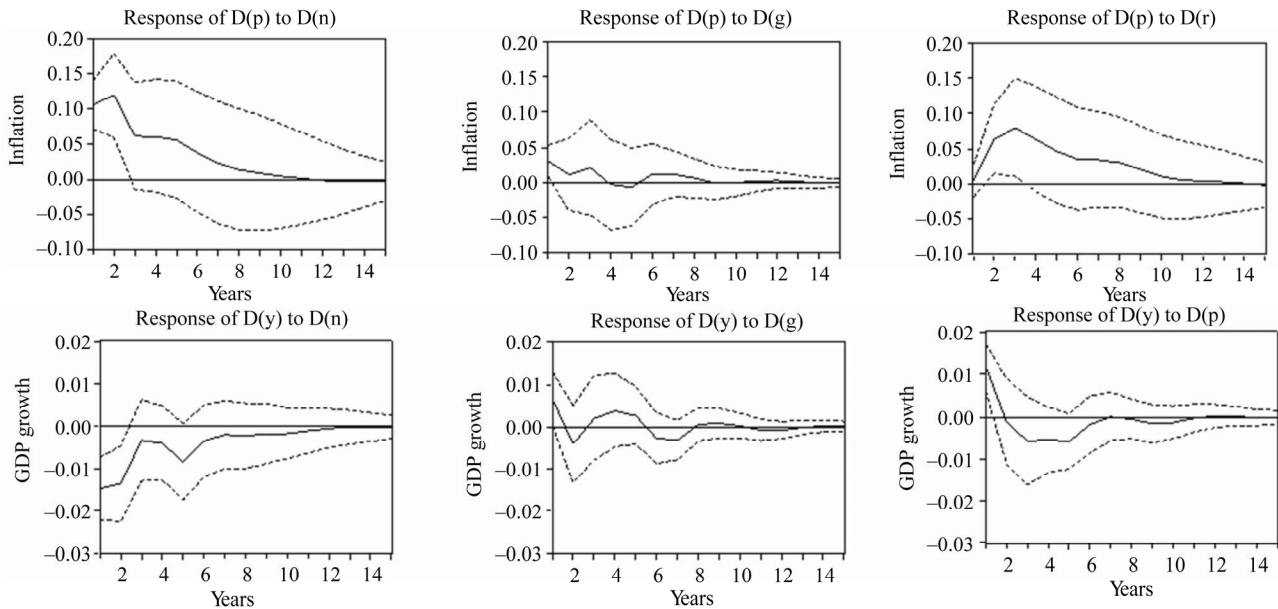 Response of D(p) to D(n)
Inflation
0.20
0.15
0.10
0.05
0.00
–0.05
–0.10
2 4 6 8 10 12 14
Years
Response of D(p) to D(g)
Inflation
0.20
0.15
0.10
0.05
0.00
–0.05
–0.10
2 4 6 8 10 12 14
Years
Response of D(p) to D(r)
Inflation
0.20
0.15
0.10
0.05
0.00
–0.05
–0.10
2 4 6 8 10 12 14
Years
Response of D(y) to D(n)
GDP growth
0.02
0.01
–0.00
–0.01
–0.02
–0.03
2 4 6 8 10 12 14
Years
Response of D(y) to D(g)
GDP growth
0.02
0.01
0.00
–0.01
–0.02
–0.03
2 4 6 8 10 12 14
Years
Response of D(y) to D(p)
GDP growth
0.02
0.01
0.00
–0.01
–0.02
–0.03
2 4 6 8 10 12 14
Years